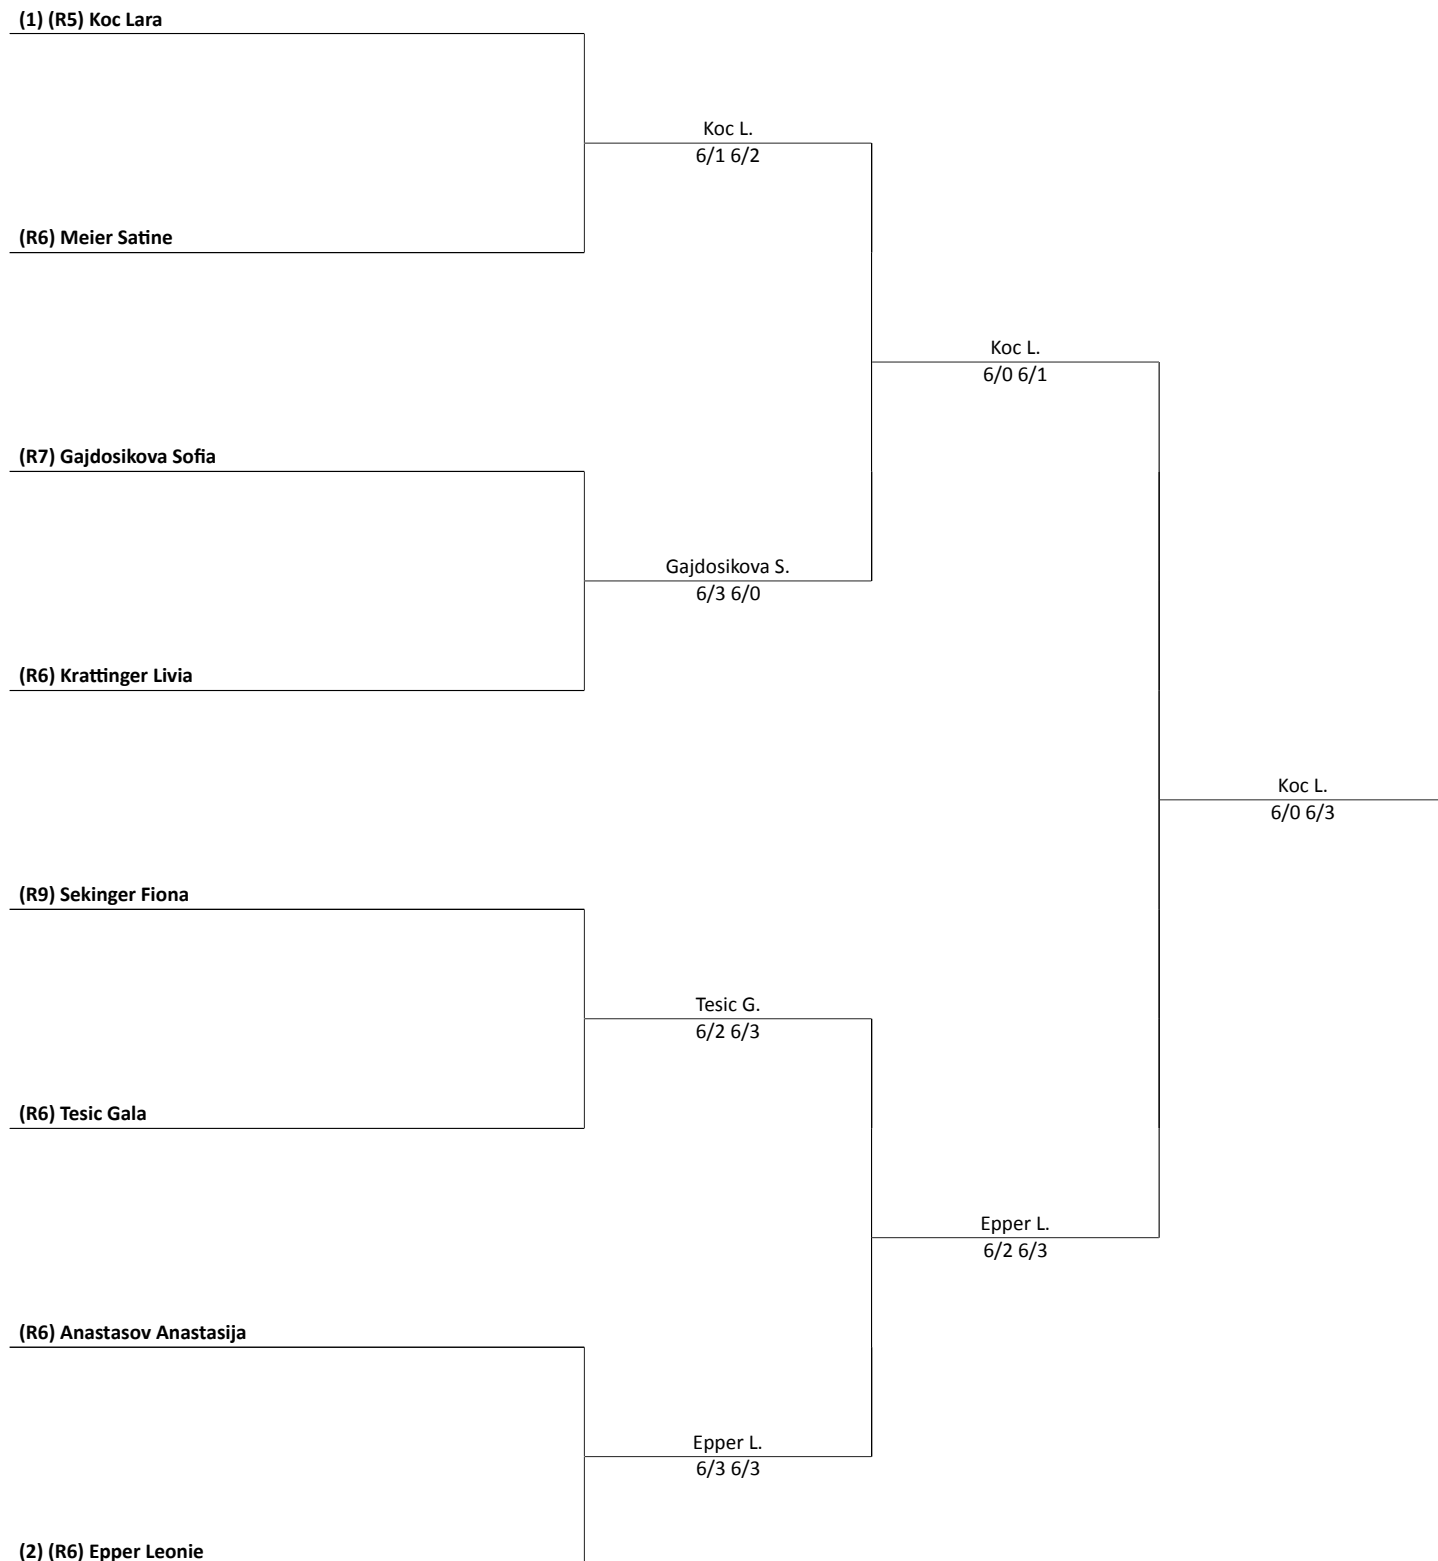 (1) (R5) Koc Lara
Koc L.
6/1 6/2
(R6) Meier Satine
Koc L.
6/0 6/1
(R7) Gajdosikova Sofia
Gajdosikova S.
6/3 6/0
(R6) Krattinger Livia
Koc L.
6/0 6/3
(R9) Sekinger Fiona
Tesic G.
6/2 6/3
(R6) Tesic Gala
Epper L.
6/2 6/3
(R6) Anastasov Anastasija
Epper L.
6/3 6/3
(2) (R6) Epper Leonie